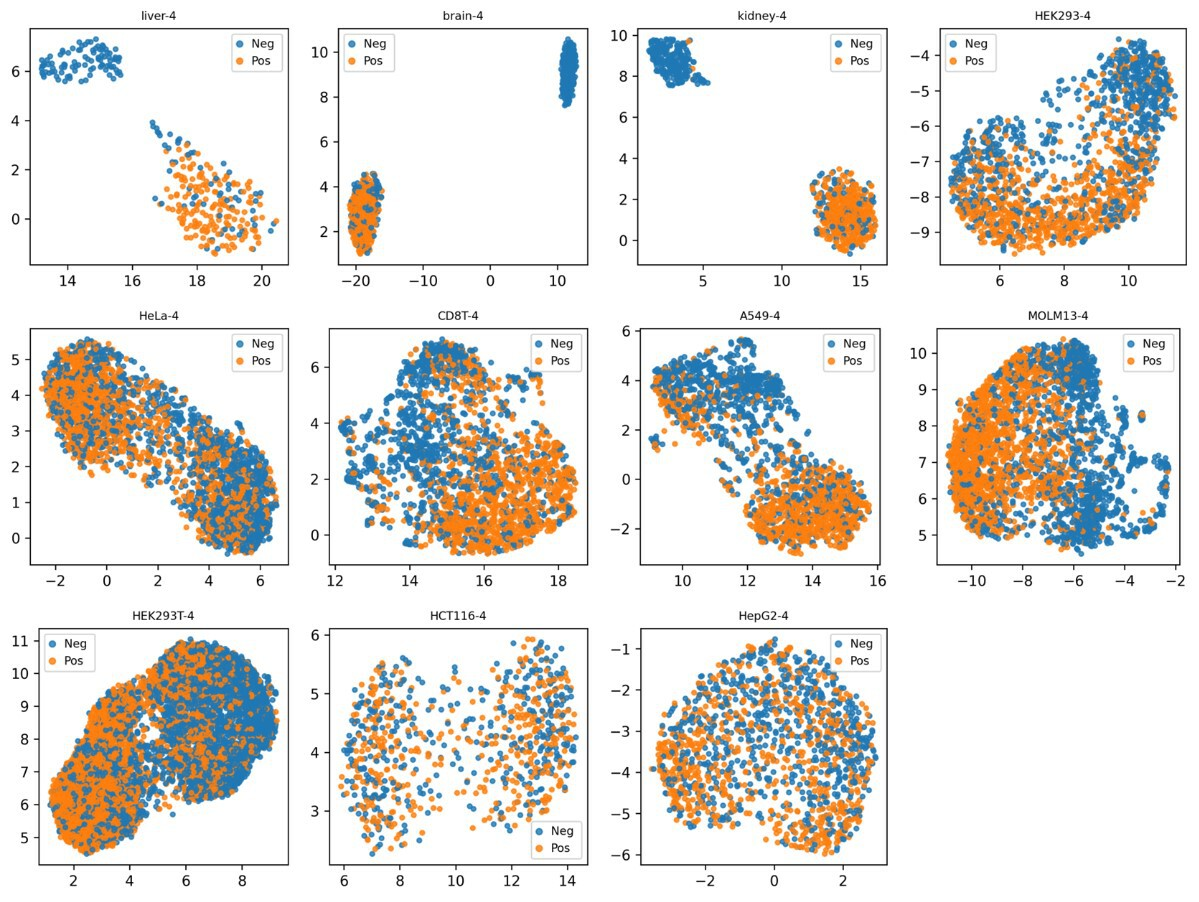 liver-4
Neg
Pos
6
4
2
0
14 16 18 20
brain-4
Neg
Pos
10
8
6
4
2
−20 −10 0 10
kidney-4
Neg
Pos
10
8
6
4
2
0
5 10 15
HEK293-4
Neg
Pos
−4
−5
−6
−7
−8
−9
6 8 10
HeLa-4
Neg
Pos
5
4
3
2
1
0
−2 0 2 4 6
CD8T-4
Neg
Pos
6
4
2
0
12 14 16 18
A549-4
Neg
Pos
6
4
2
0
−2
10 12 14 16
MOLM13-4
Neg
Pos
10
9
8
7
6
5
−10 −8 −6 −4 −2
HEK293T-4
Neg
Pos
11
10
9
8
7
6
5
2 4 6 8
HCT116-4
6
5
4
3
Neg
Pos
6 8 10 12 14
HepG2-4
Neg
Pos
−1
−2
−3
−4
−5
−6
−2 0 2